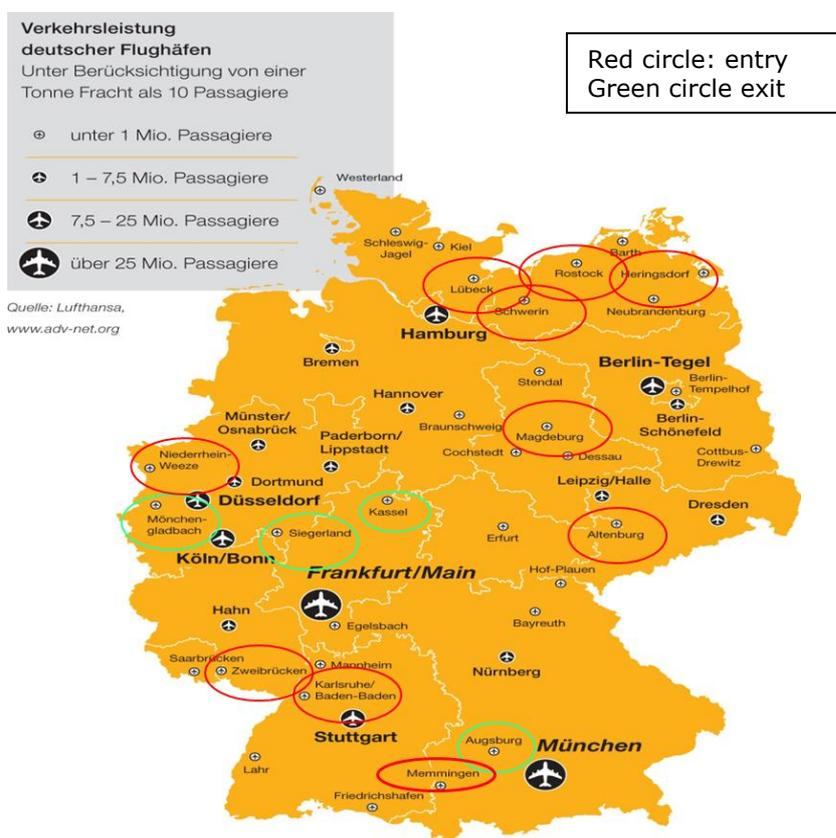 Verkehrsleistung
deutscher Flughäfen
Unter Berücksichtigung von einer
Tonne Fracht als 10 Passagiere
unter 1 Mio. Passagiere
1 – 7,5 Mio. Passagiere
7,5 – 25 Mio. Passagiere
über 25 Mio. Passagiere
Quelle: Lufthansa,
www.adv-net.org
Red circle: entry
Green circle exit
Westerland
Schleswig-
Jagel
Kiel
Barth
Rostock
Heringsdorf
Lübeck
Schwerin
Neubrandenburg
Hamburg
Bremen
Berlin-Tegel
Stendal
Berlin-
Tempelhof
Hannover
Berlin-
Schönefeld
Münster/
Osnabrück
Braunschweig
Magdeburg
Paderborn/
Lippstadt
Cochstedt
Dessau
Cottbus-
Drewitz
Niederrhein-
Weeze
Dortmund
Leipzig/Halle
Düsseldorf
Kassel
Dresden
Mönchen-
gladbach
Siegerland
Erfurt
Altenburg
Köln/Bonn
Frankfurt/Main
Hof-Plauen
Hahn
Egelsbach
Bayreuth
Saarbrücken
Zweibrücken
Mannheim
Nürnberg
Karlsruhe/
Baden-Baden
Stuttgart
Augsburg
München
Lahr
Memmingen
Friedrichshafen